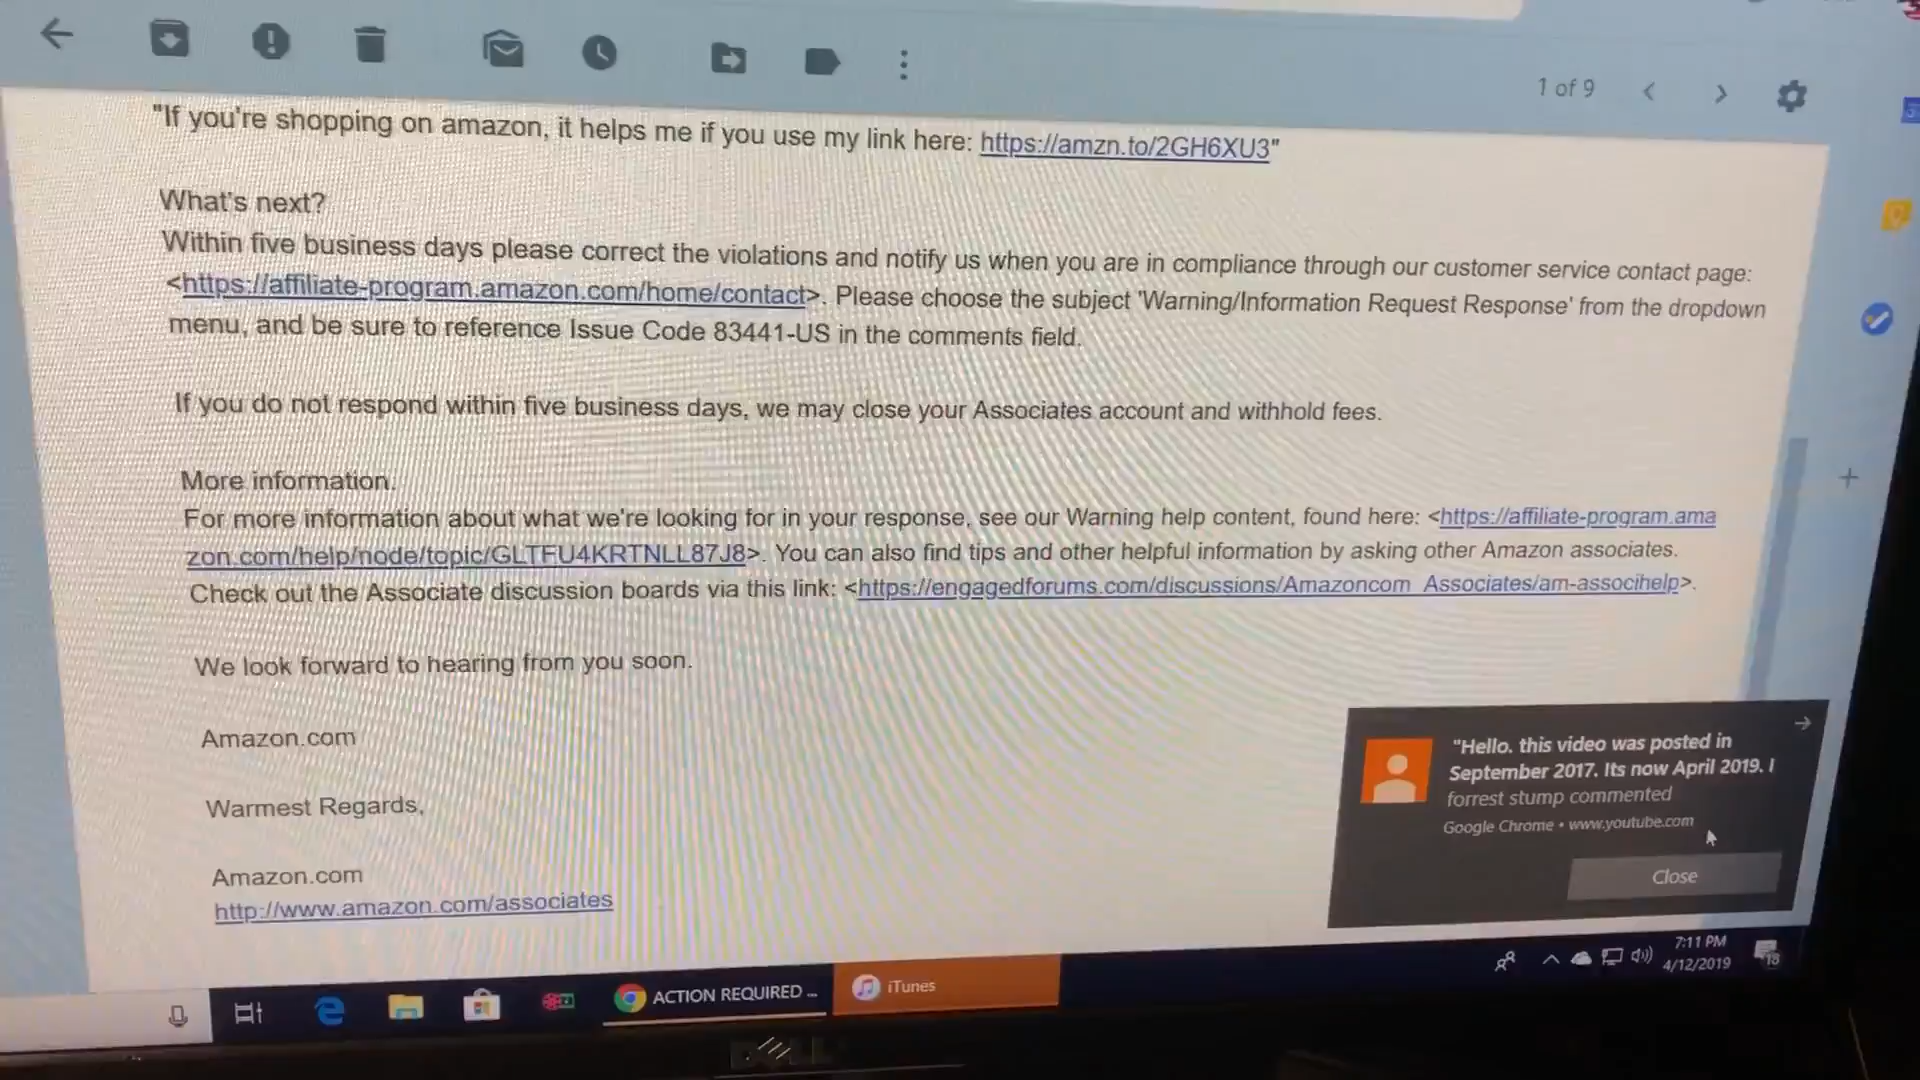 1 of 9
"If you're shopping on amazon, it helps me if you use my link here: https://amzn.to/2GH6XU3"
What's next?
Within five business days please correct the violations and notify us when you are in compliance through our customer service contact page:
<https://affiliate-program.amazon.com/home/contact>. Please choose the subject 'Warning/Information Request Response' from the dropdown
menu, and be sure to reference Issue Code 83441-US in the comments field.
If you do not respond within five business days, we may close your Associates account and withhold fees.
More information.
For more information about what we're looking for in your response, see our Warning help content, found here: <https://affiliate-program.ama
zon.com/help/node/topic/GLTFU4KRTNLL87J8>. You can also find tips and other helpful information by asking other Amazon associates.
Check out the Associate discussion boards via this link: <https://engagedforums.com/discussions/Amazoncom_Associates/am-associhelp>.
We look forward to hearing from you soon.
Amazon.com
Warmest Regards,
Amazon.com
http://www.amazon.com/associates
"Hello. this video was posted in
September 2017. Its now April 2019. I
forrest stump commented
Google Chrome • www.youtube.com
Close
ACTION REQUIRED ...
iTunes
7:11 PM
4/12/2019
18
DELL